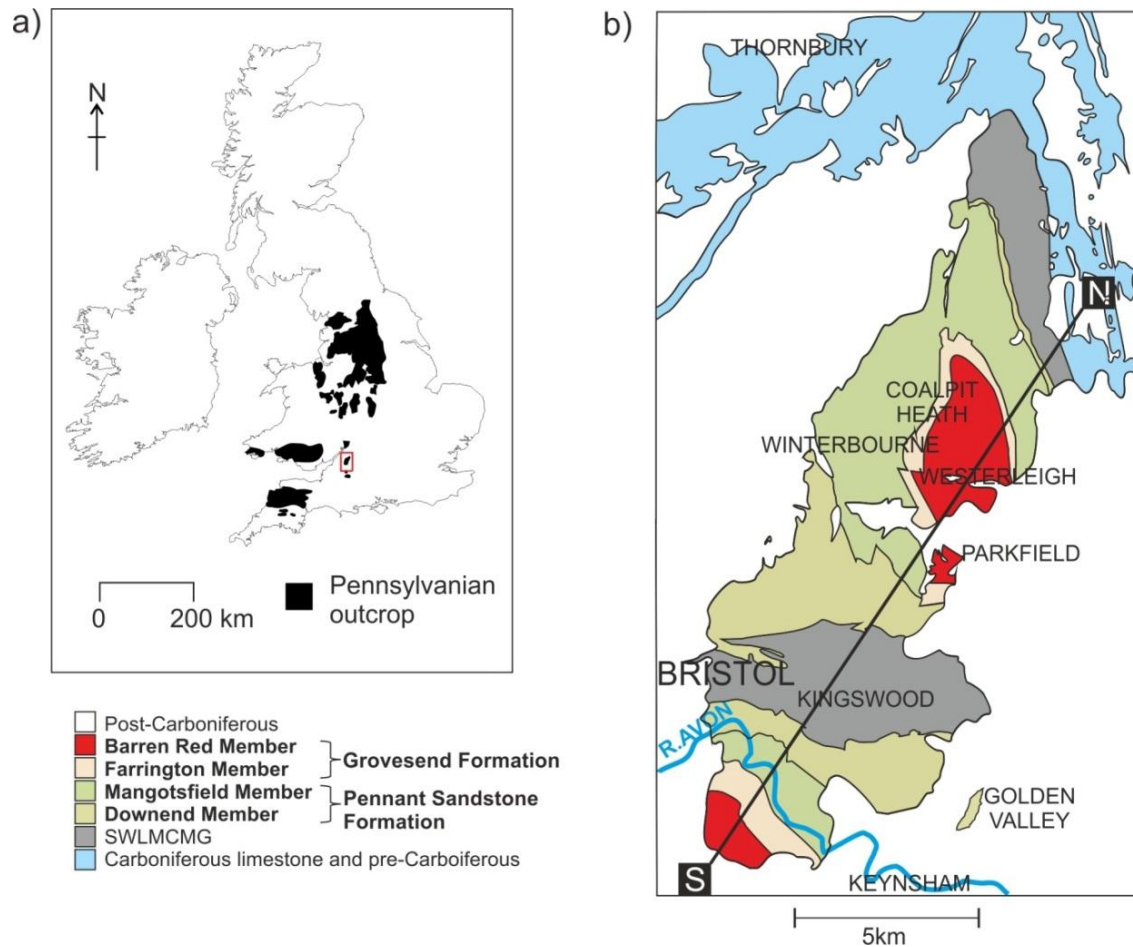 a)
N
0 200 km
Pennsylvanian
outcrop
Post-Carboniferous
Barren Red Member
Farrington Member
Grovesend Formation
Mangotsfield Member
Downend Member
Pennant Sandstone
Formation
SWLMCMG
Carboniferous limestone and pre-Carboiferous
b)
THORNBURY
N
COALPIT
HEATH
WINTERBOURNE
WESTERLEIGH
PARKFIELD
BRISTOL
KINGSWOOD
R.AVON
GOLDEN
VALLEY
S
KEYNSHAM
5km